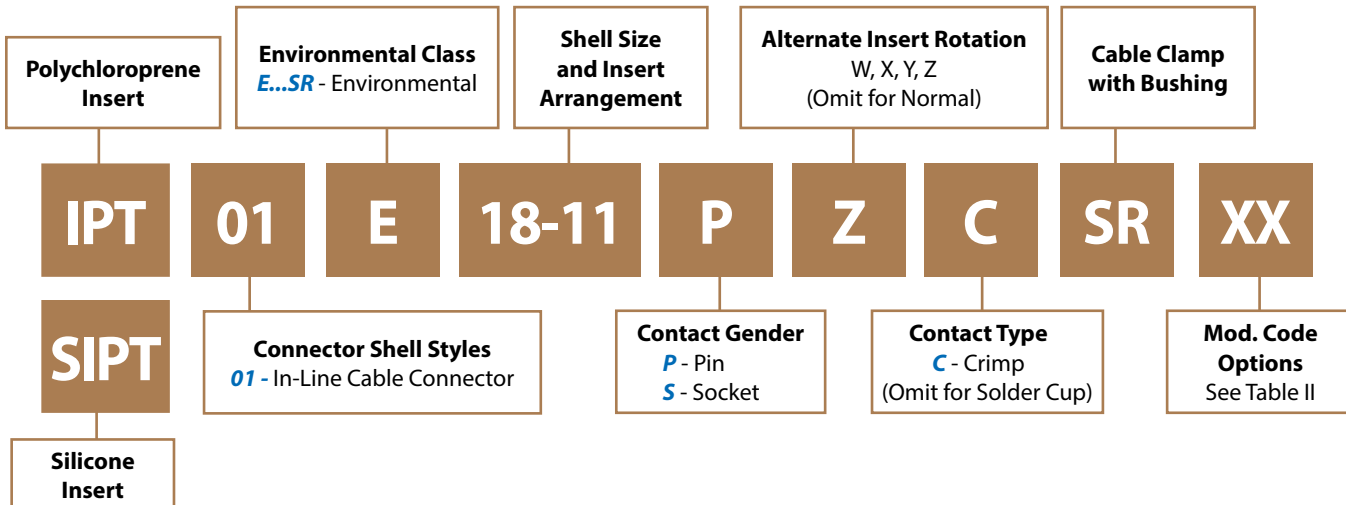 Polychloroprene
Insert
Environmental Class
E...SR - Environmental
Shell Size
and Insert
Arrangement
Alternate Insert Rotation
W, X, Y, Z
(Omit for Normal)
Cable Clamp
with Bushing
IPT 01 E 18-11 P Z C SR XX
SIPT
Connector Shell Styles
01 - In-Line Cable Connector
Contact Gender
P - Pin
S - Socket
Contact Type
C - Crimp
(Omit for Solder Cup)
Mod. Code
Options
See Table II
Silicone
Insert